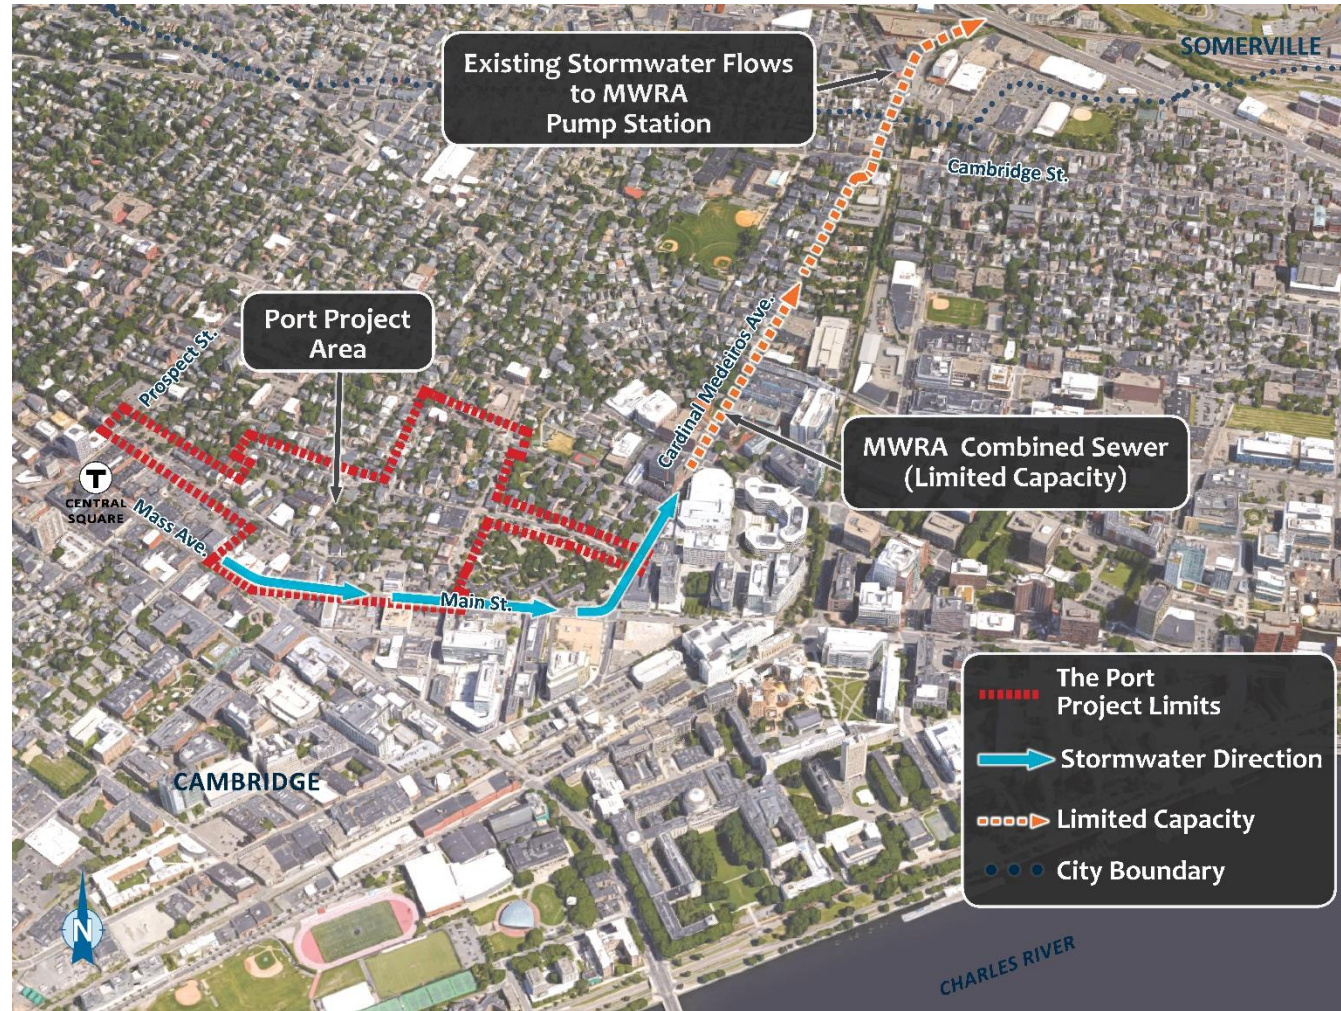 Existing Stormwater Flows
to MWRA
Pump Station
SOMERVILLE
Cambridge St.
Port Project
Area
Prospect St.
Cardinal Medeiros Ave.
MWRA Combined Sewer
(Limited Capacity)
T
CENTRAL
SQUARE
Mass Ave.
Main St.
The Port
Project Limits
Stormwater Direction
Limited Capacity
City Boundary
CAMBRIDGE
N
CHARLES RIVER